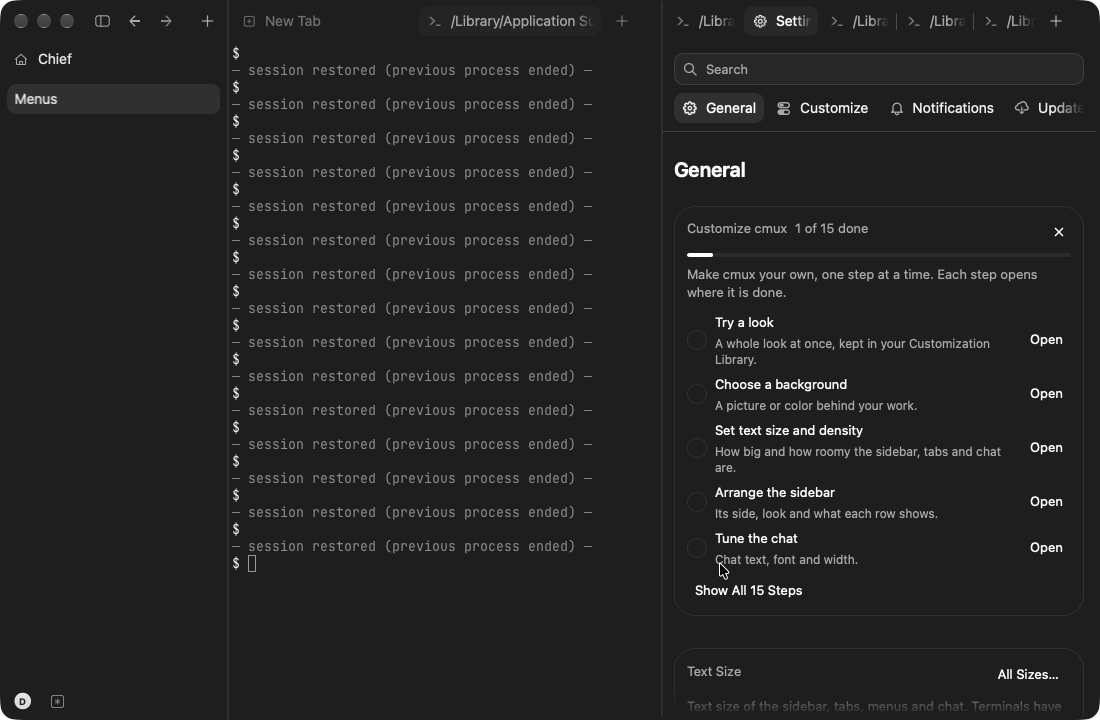 Chief
Menus
D
New Tab
/Library/Application Su
$
— session restored (previous process ended) —
$
— session restored (previous process ended) —
$
— session restored (previous process ended) —
$
— session restored (previous process ended) —
$
— session restored (previous process ended) —
$
— session restored (previous process ended) —
$
— session restored (previous process ended) —
$
— session restored (previous process ended) —
$
— session restored (previous process ended) —
$
— session restored (previous process ended) —
$
— session restored (previous process ended) —
$
— session restored (previous process ended) —
$
— session restored (previous process ended) —
$
— session restored (previous process ended) —
$
— session restored (previous process ended) —
$
/Libra Settin /Libra /Libra /Libr
Search
General Customize Notifications Update
General
Customize cmux 1 of 15 done
Make cmux your own, one step at a time. Each step opens
where it is done.
Try a look
A whole look at once, kept in your Customization
Library.
Open
Choose a background
A picture or color behind your work.
Open
Set text size and density
How big and how roomy the sidebar, tabs and chat
are.
Open
Arrange the sidebar
Its side, look and what each row shows.
Open
Tune the chat
Chat text, font and width.
Open
Show All 15 Steps
Text Size
All Sizes...
Text size of the sidebar, tabs, menus and chat. Terminals have